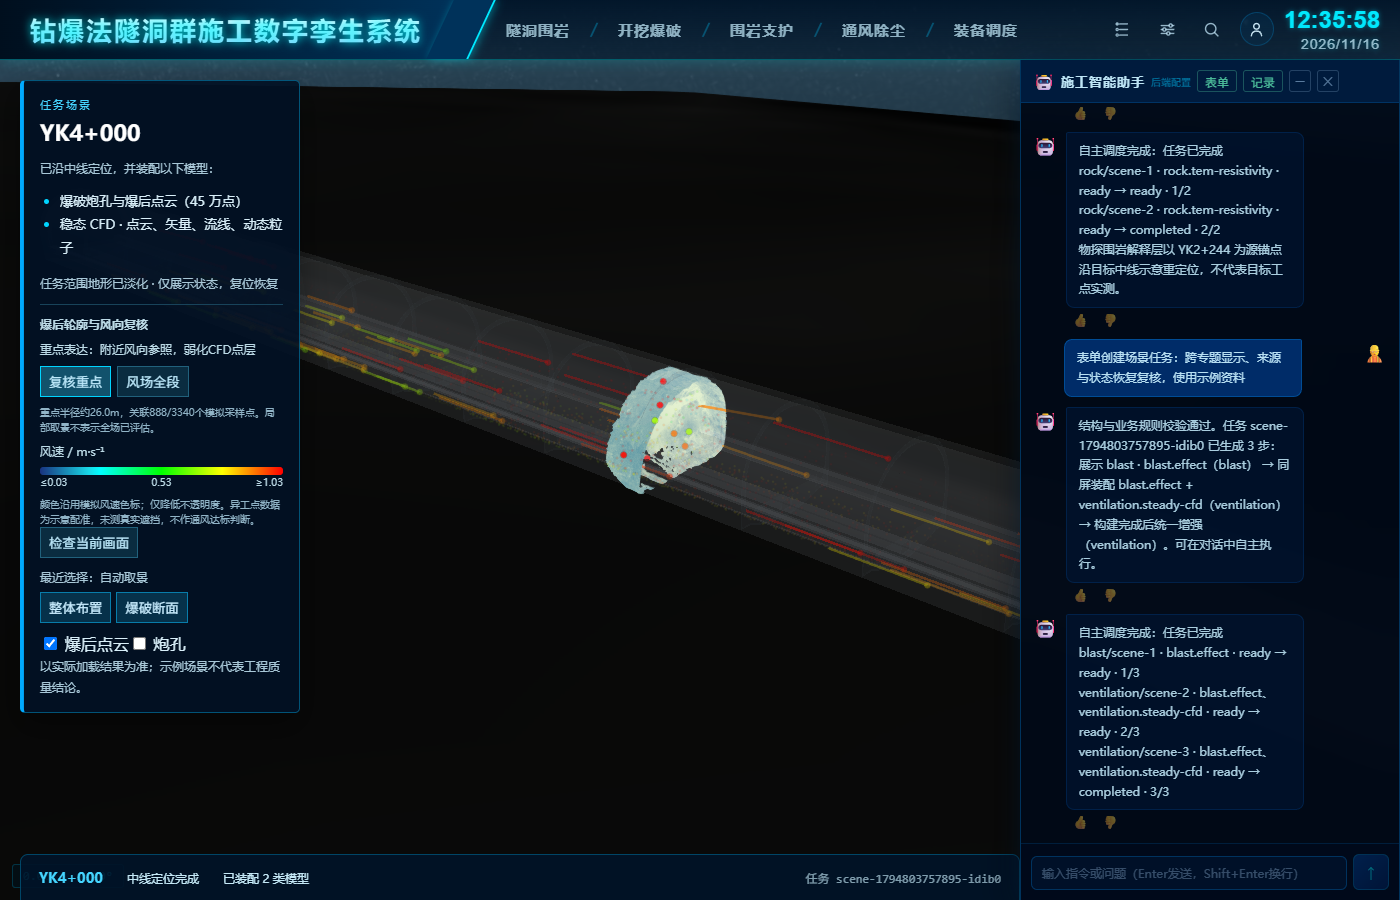 钻爆法隧洞群施工数字孪生系统
隧洞围岩 / 开挖爆破 / 围岩支护 / 通风除尘 / 装备调度
12:35:58
2026/11/16
任务场景
YK4+000
已沿中线定位，并装配以下模型：
• 爆破炮孔与爆后点云（45 万点）
• 稳态 CFD · 点云、矢量、流线、动态粒
子
任务范围地形已淡化 · 仅展示状态，复位恢复
爆后轮廓与风向复核
重点表达：附近风向参照，弱化CFD点层
复核重点 风场全段
重点半径约26.0m，关联888/3340个模拟采样点。局
部取景不表示全场已评估。
风速 / m·s⁻¹
≤0.03 0.53 ≥1.03
颜色沿用模拟风速色标；仅降低不透明度。异工点数据
为示意配准，未测真实遮挡，不作通风达标判断。
检查当前画面
最近选择：自动取景
整体布置 爆破断面
爆后点云 炮孔
以实际加载结果为准；示例场景不代表工程质
量结论。
YK4+000 中线定位完成 已装配 2 类模型
任务 scene-1794803757895-idib0
施工智能助手 后端配置 表单 记录
自主调度完成：任务已完成
rock/scene-1 · rock.tem-resistivity ·
ready → ready · 1/2
rock/scene-2 · rock.tem-resistivity ·
ready → completed · 2/2
物探围岩解释层以 YK2+244 为源锚点
沿目标中线示意重定位，不代表目标工
点实测。
表单创建场景任务：跨专题显示、来源
与状态恢复复核，使用示例资料
结构与业务规则校验通过。任务 scene-
1794803757895-idib0 已生成 3 步：
展示 blast · blast.effect（blast） → 同
屏装配 blast.effect +
ventilation.steady-cfd（ventilation）
→ 构建完成后统一增强
（ventilation）。可在对话中自主执
行。
自主调度完成：任务已完成
blast/scene-1 · blast.effect · ready →
ready · 1/3
ventilation/scene-2 · blast.effect、
ventilation.steady-cfd · ready →
ready · 2/3
ventilation/scene-3 · blast.effect、
ventilation.steady-cfd · ready →
completed · 3/3
输入指令或问题（Enter发送，Shift+Enter换行）